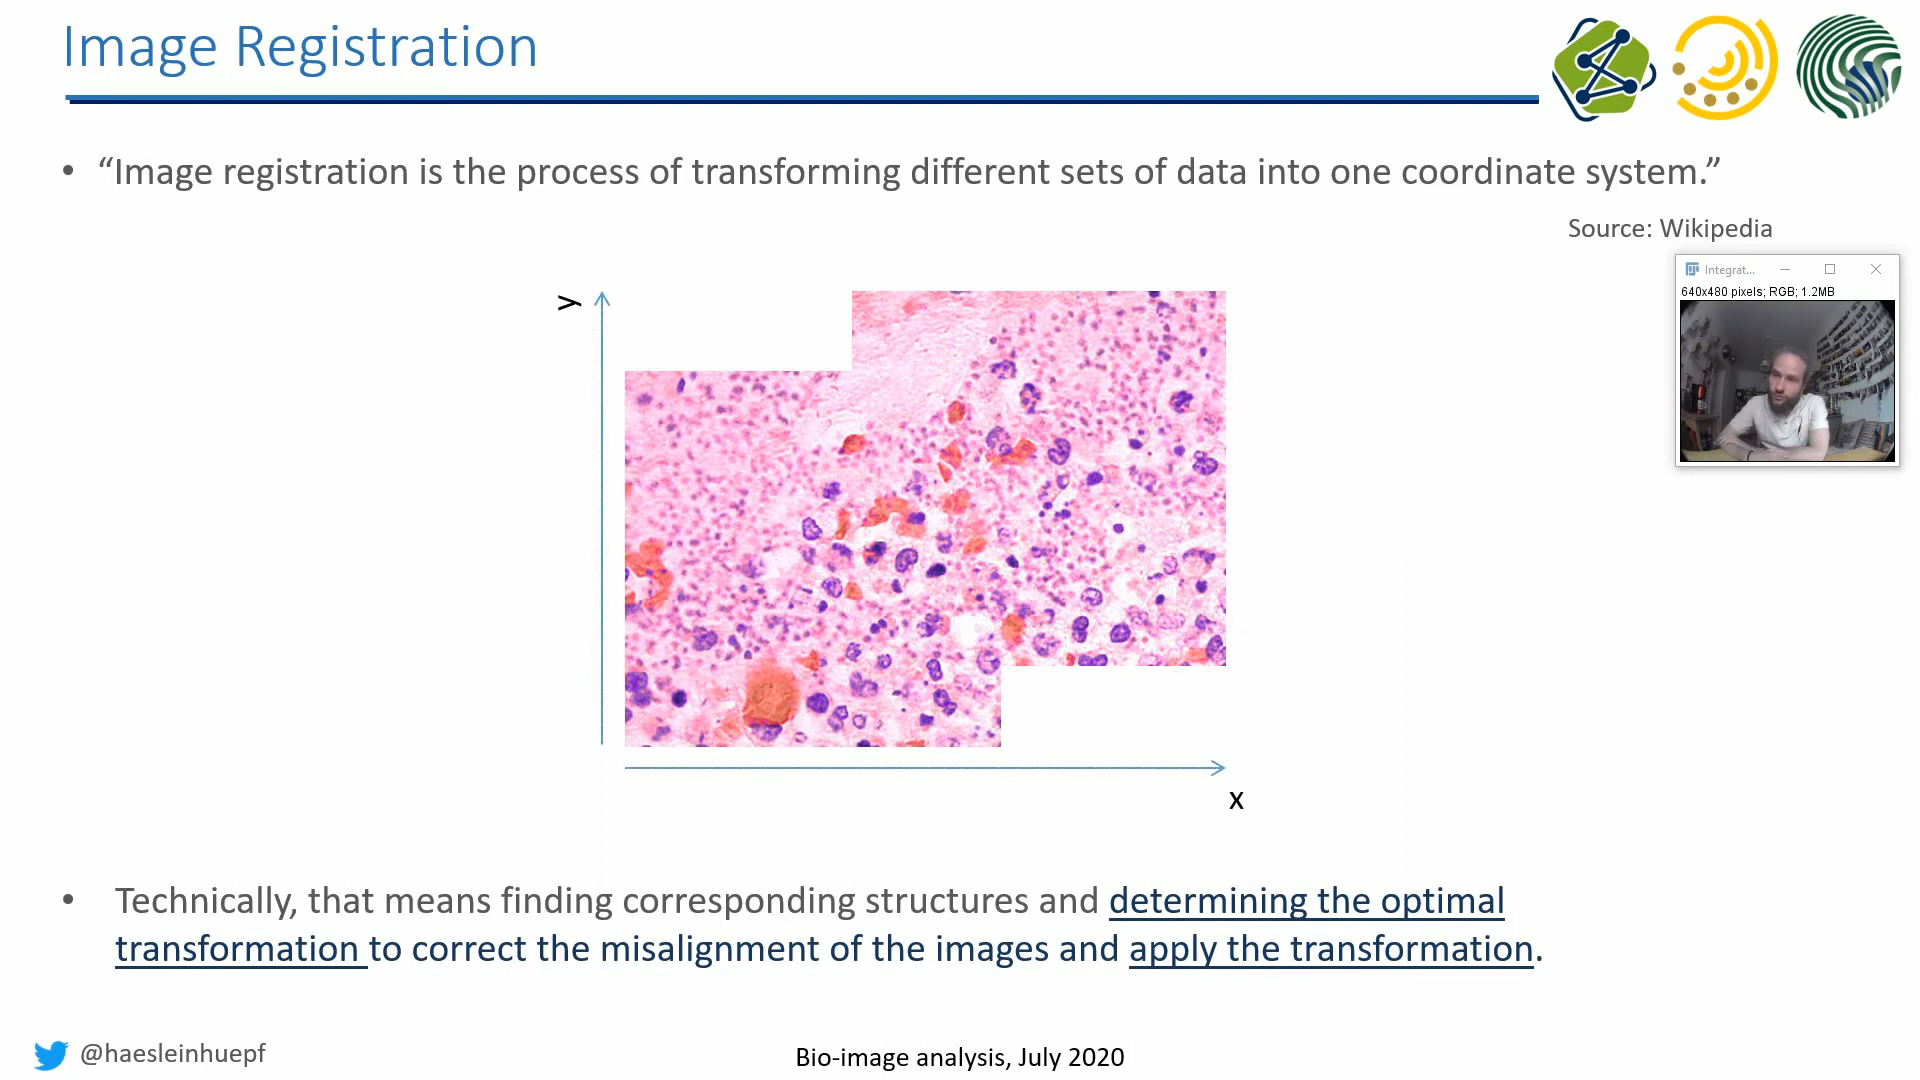 Image Registration
• “Image registration is the process of transforming different sets of data into one coordinate system.”
Source: Wikipedia
Integrat...
640x480 pixels; RGB; 1.2MB
y
x
• Technically, that means finding corresponding structures and determining the optimal
transformation to correct the misalignment of the images and apply the transformation.
@haesleinhuepf
Bio-image analysis, July 2020